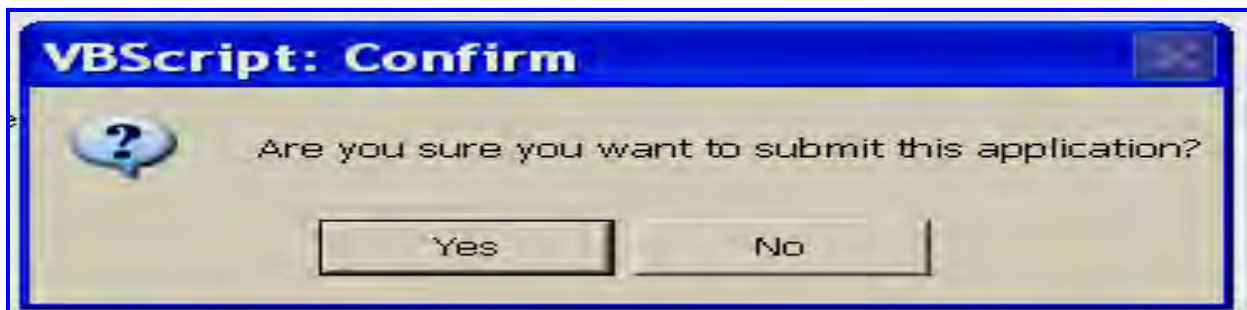 VBScript: Confirm
Are you sure you want to submit this application?
Yes No